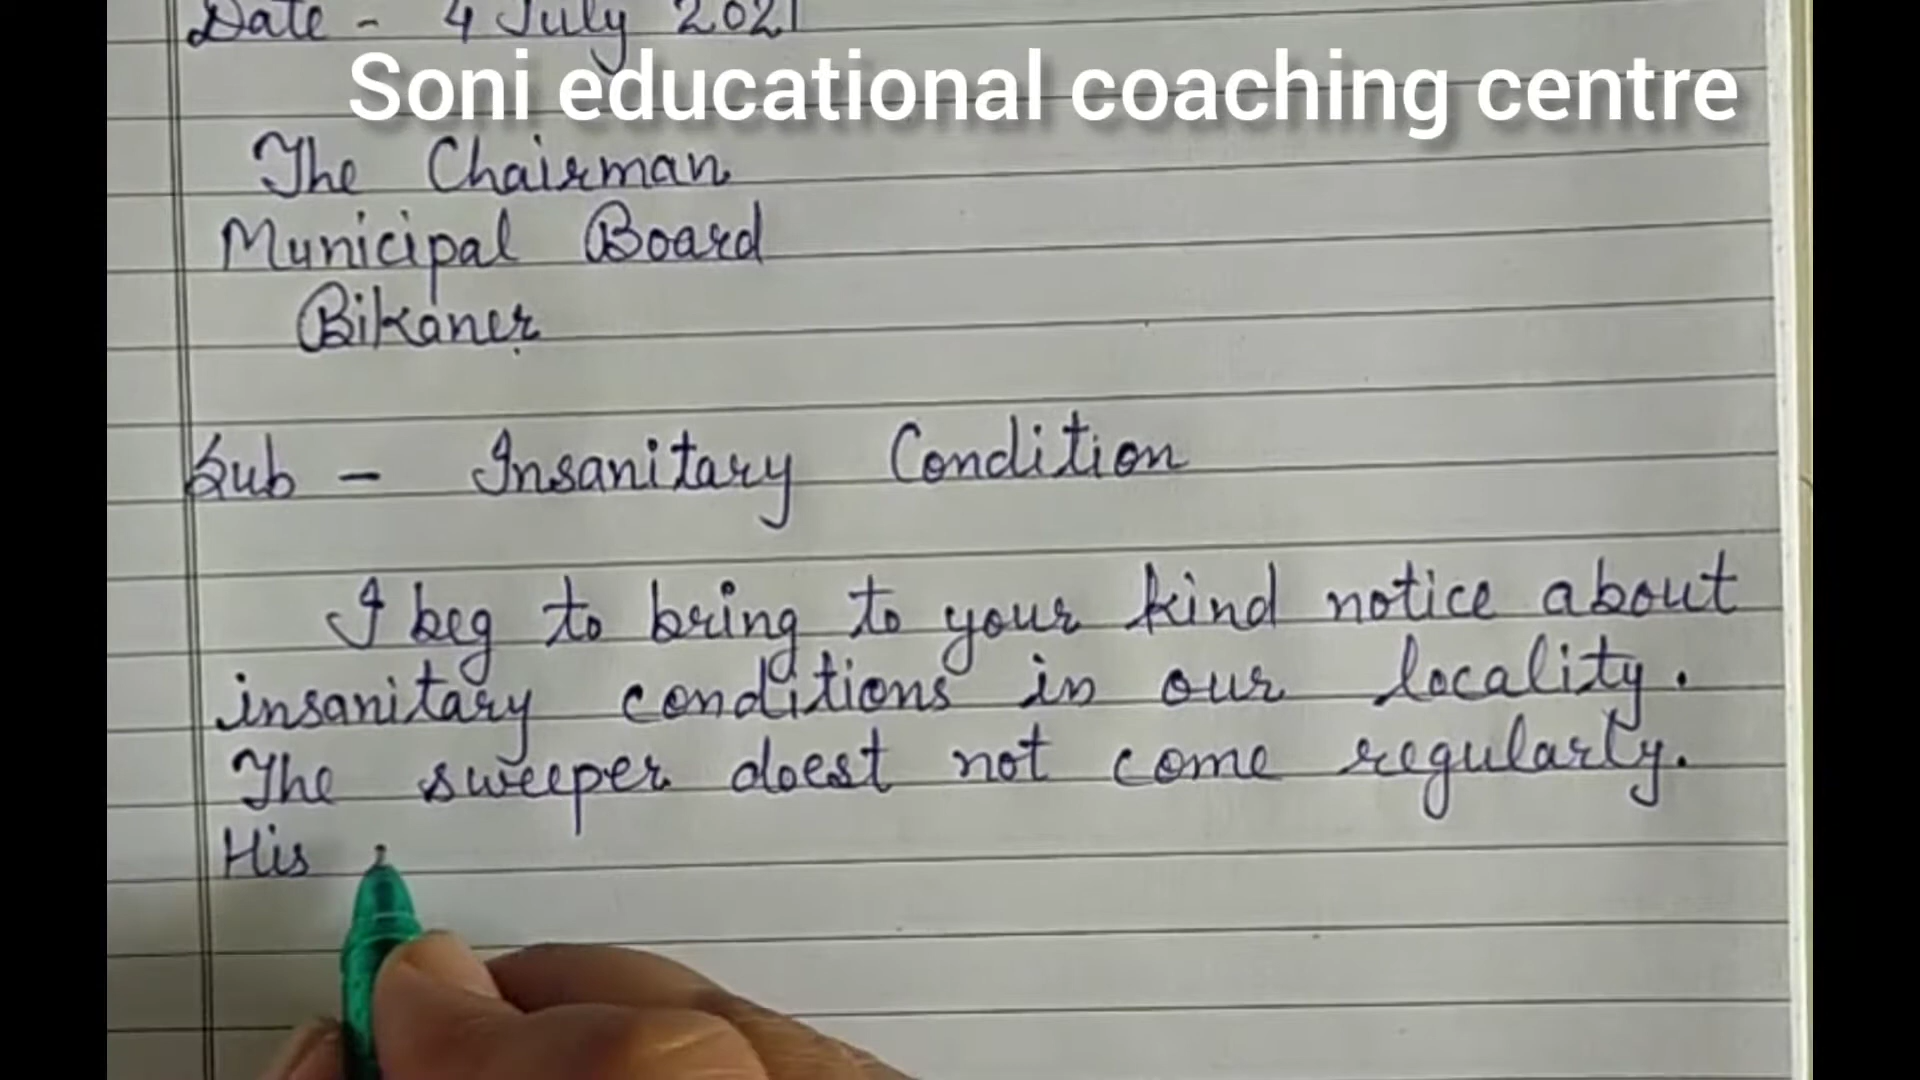 Date - 4 July 2021
Soni educational coaching centre
The Chairman
Municipal Board
Bikaner
Sub - Insanitary Condition
I beg to bring to your kind notice about
insanitary conditions in our locality.
The sweeper doest not come regularly.
His